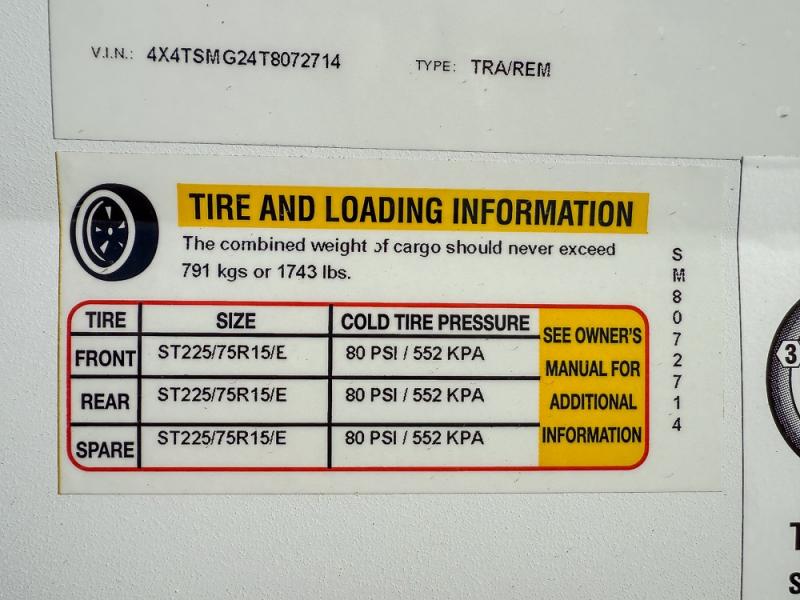 V.I.N.: 4X4TSMG24T8072714 TYPE: TRA/REM
TIRE AND LOADING INFORMATION
The combined weight of cargo should never exceed
791 kgs or 1743 lbs.
TIRE SIZE COLD TIRE PRESSURE
FRONT ST225/75R15/E 80 PSI / 552 KPA
REAR ST225/75R15/E 80 PSI / 552 KPA
SPARE ST225/75R15/E 80 PSI / 552 KPA
SEE OWNER'S
MANUAL FOR
ADDITIONAL
INFORMATION
SM8072714
3